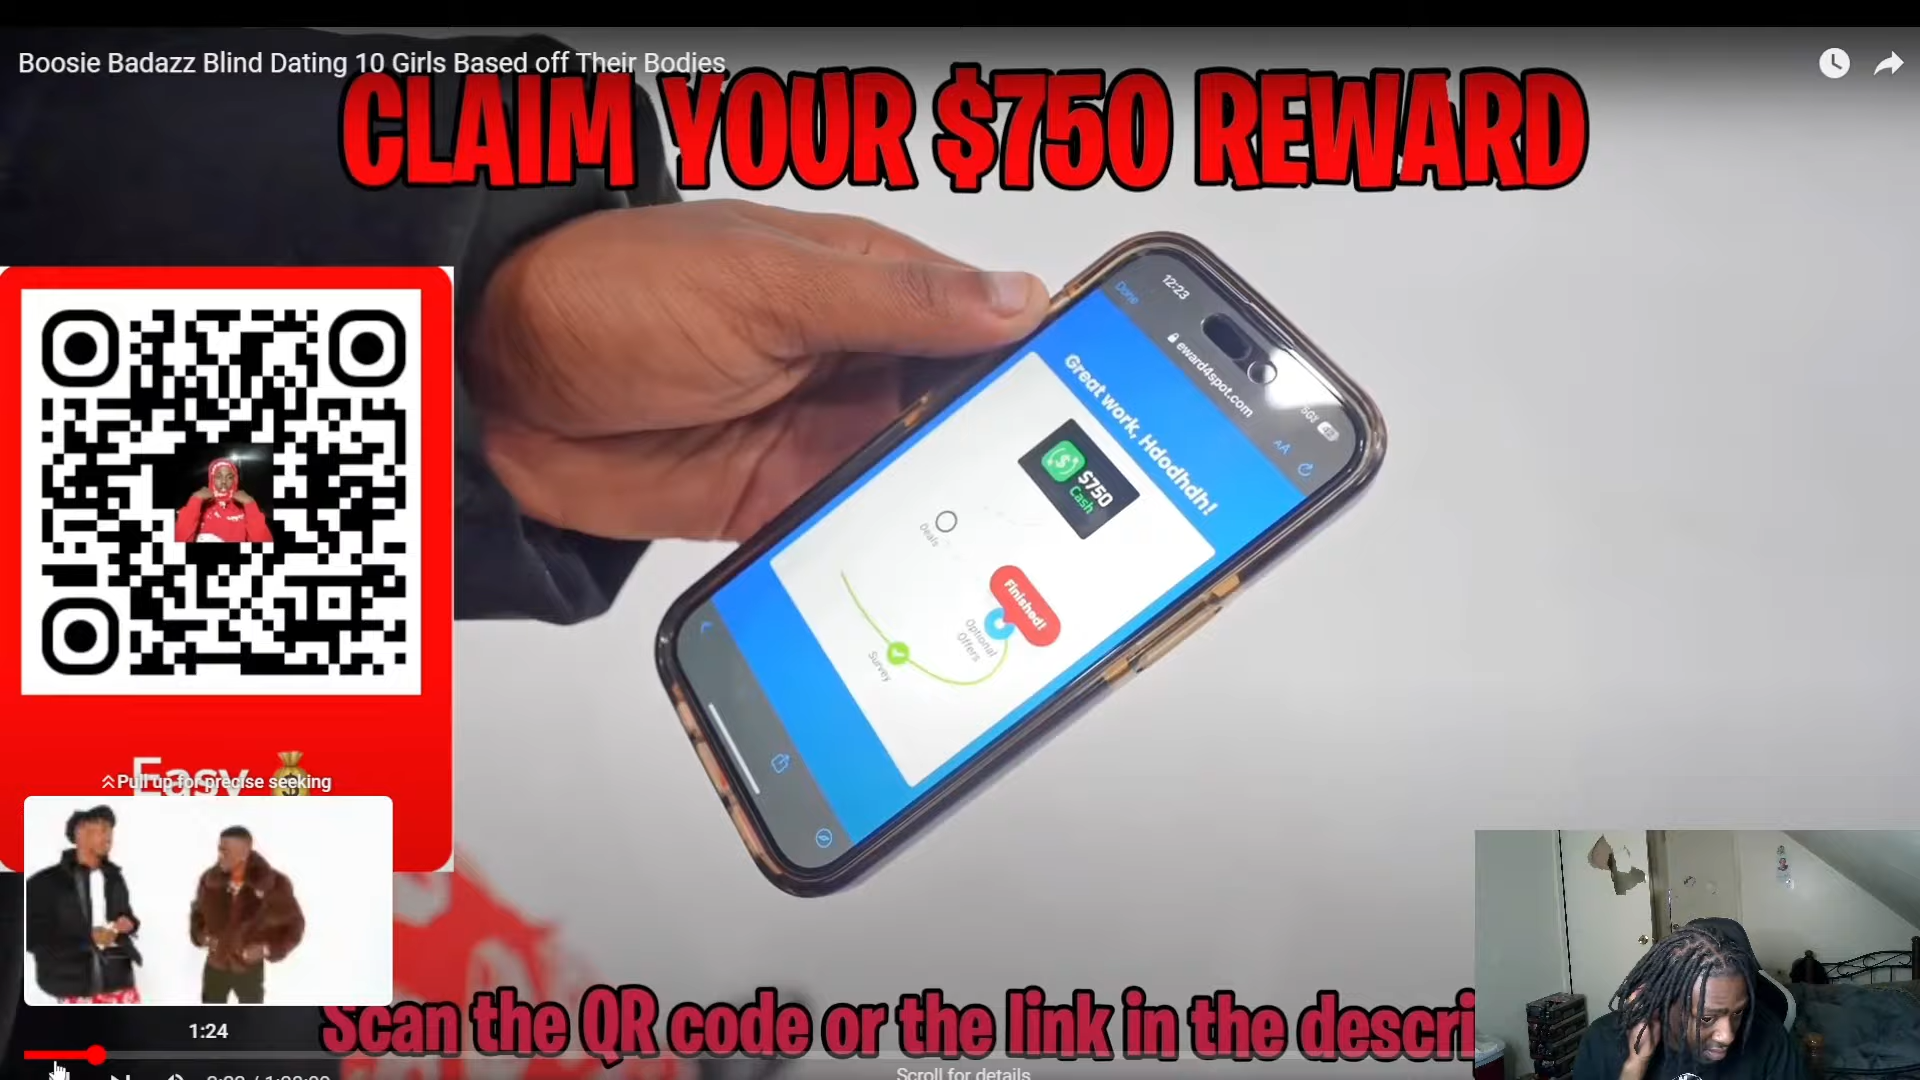 Boosie Badazz Blind Dating 10 Girls Based off Their Bodies
CLAIM YOUR $750 REWARD
12:23
Done
eward4spot.com
AA
Great work, Hdodhdh!
$750
Cash
Deals
Finished!
Optional
Offers
Survey
Easy
Pull up for precise seeking
1:24
Scan the QR code or the link in the descri
Scroll for details